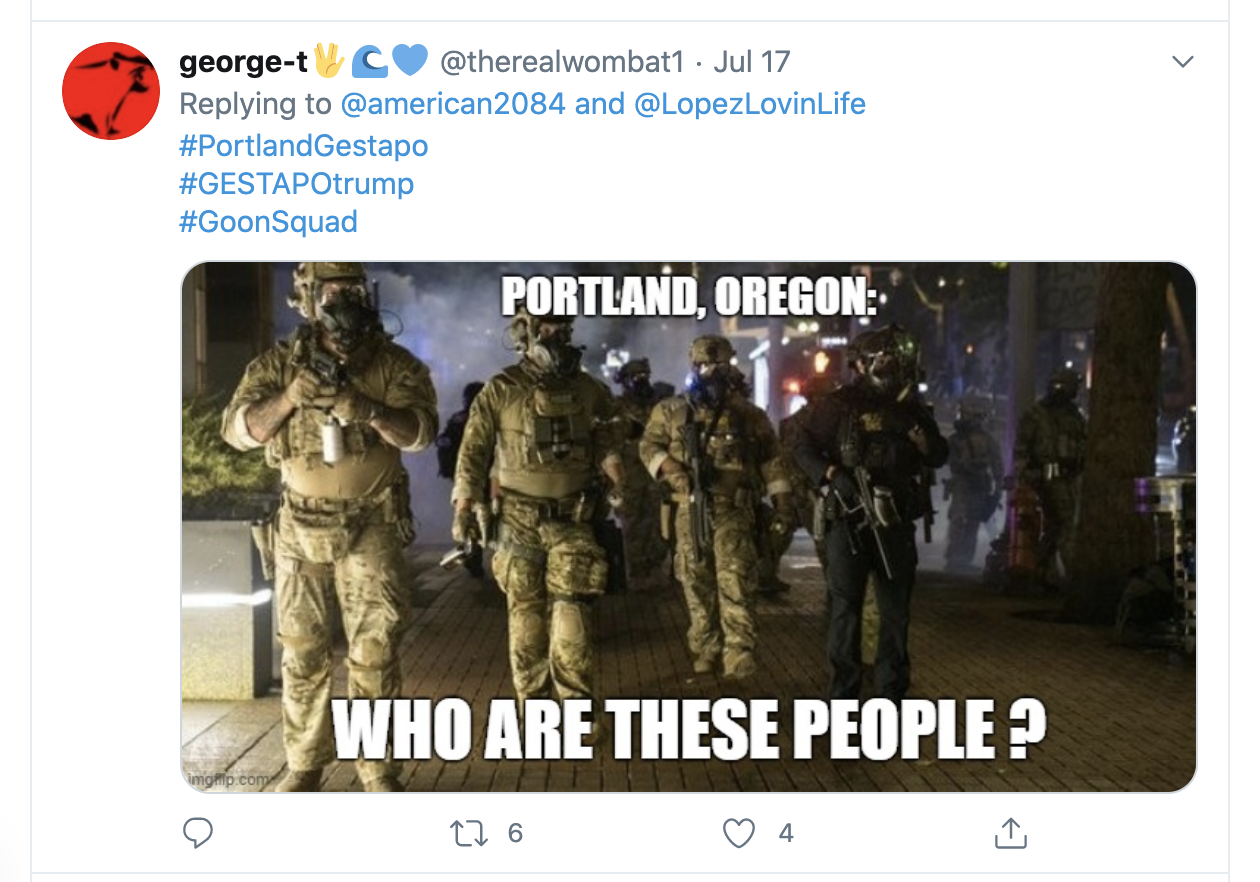 george-t🖖🌊💙 @therealwombat1 · Jul 17
Replying to @american2084 and @LopezLovinLife
#PortlandGestapo
#GESTAPOtrump
#GoonSquad
PORTLAND, OREGON:
WHO ARE THESE PEOPLE ?
imgflip.com
6 4